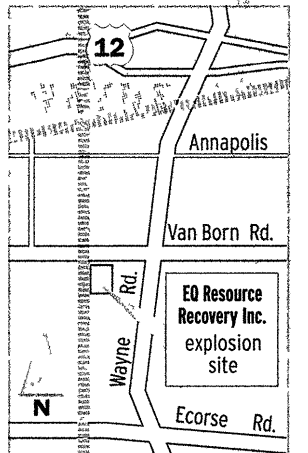 12
Annapolis
Van Born Rd.
Wayne Rd.
EQ Resource
Recovery Inc.
explosion
site
N
Ecorse Rd.